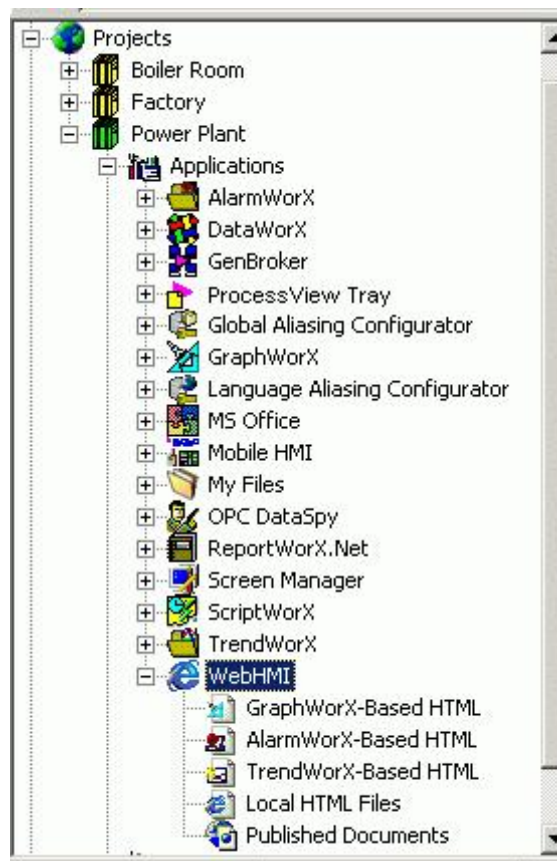 Projects
Boiler Room
Factory
Power Plant
Applications
AlarmWorX
DataWorX
GenBroker
ProcessView Tray
Global Aliasing Configurator
GraphWorX
Language Aliasing Configurator
MS Office
Mobile HMI
My Files
OPC DataSpy
ReportWorX.Net
Screen Manager
ScriptWorX
TrendWorX
WebHMI
GraphWorX-Based HTML
AlarmWorX-Based HTML
TrendWorX-Based HTML
Local HTML Files
Published Documents